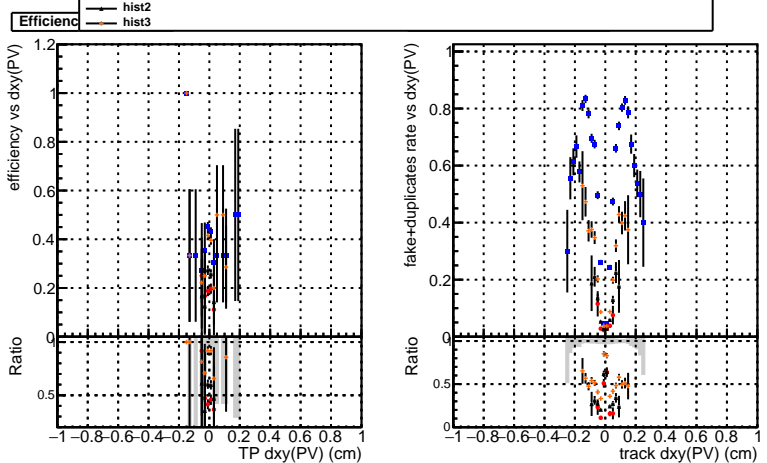 hist2
Efficienc
hist3
efficiency vs dxy(PV)
1.2
1
0.8
0.6
0.4
0.2
0
Ratio
1
0.5
−1 −0.8 −0.6 −0.4 −0.2 0 0.2 0.4 0.6 0.8 1
TP dxy(PV) (cm)
fake+duplicates rate vs dxy(PV)
1
0.8
0.6
0.4
0.2
0
Ratio
1
0.5
−1 −0.8 −0.6 −0.4 −0.2 0 0.2 0.4 0.6 0.8 1
track dxy(PV) (cm)